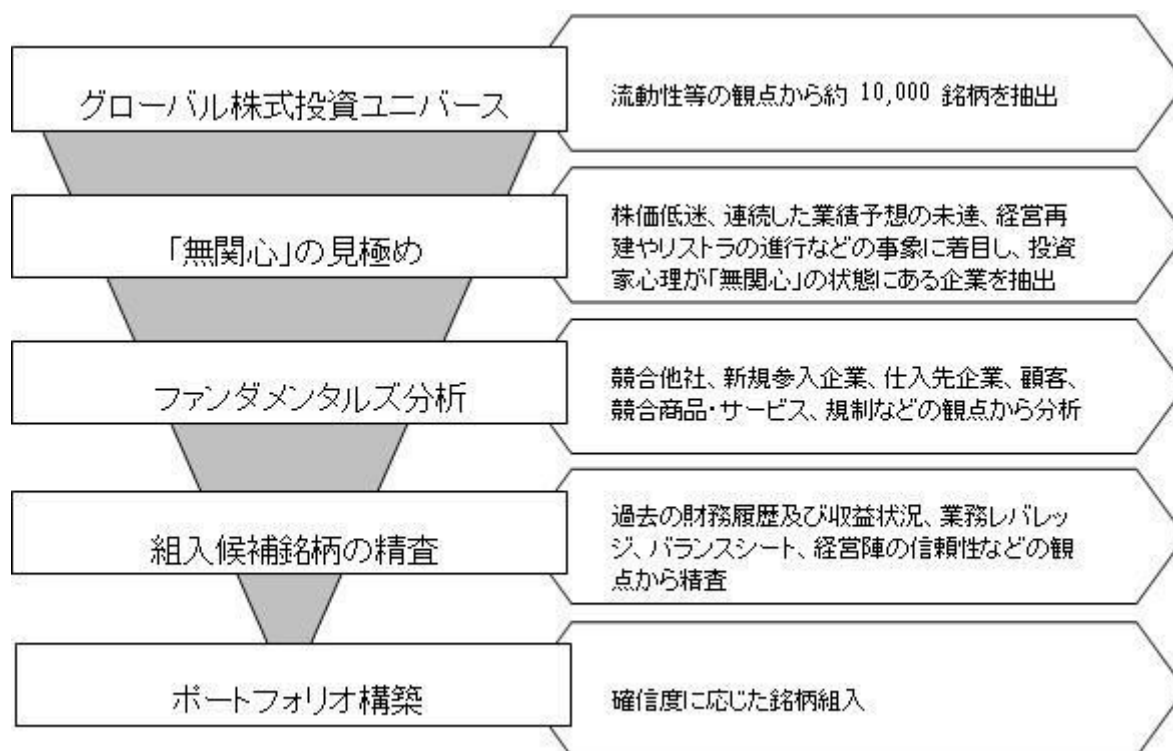 グローバル株式投資ユニバース
流動性等の観点から約 10,000 銘柄を抽出
「無関心」の見極め
株価低迷、連続した業績予想の未達、経営再
建やリストラの進行などの事象に着目し、投資
家心理が「無関心」の状態にある企業を抽出
ファンダメンタルズ分析
競合他社、新規参入企業、仕入先企業、顧客、
競合商品・サービス、規制などの観点から分析
組入候補銘柄の精査
過去の財務履歴及び収益状況、業務レバレッ
ジ、バランスシート、経営陣の信頼性などの観
点から精査
ポートフォリオ構築
確信度に応じた銘柄組入